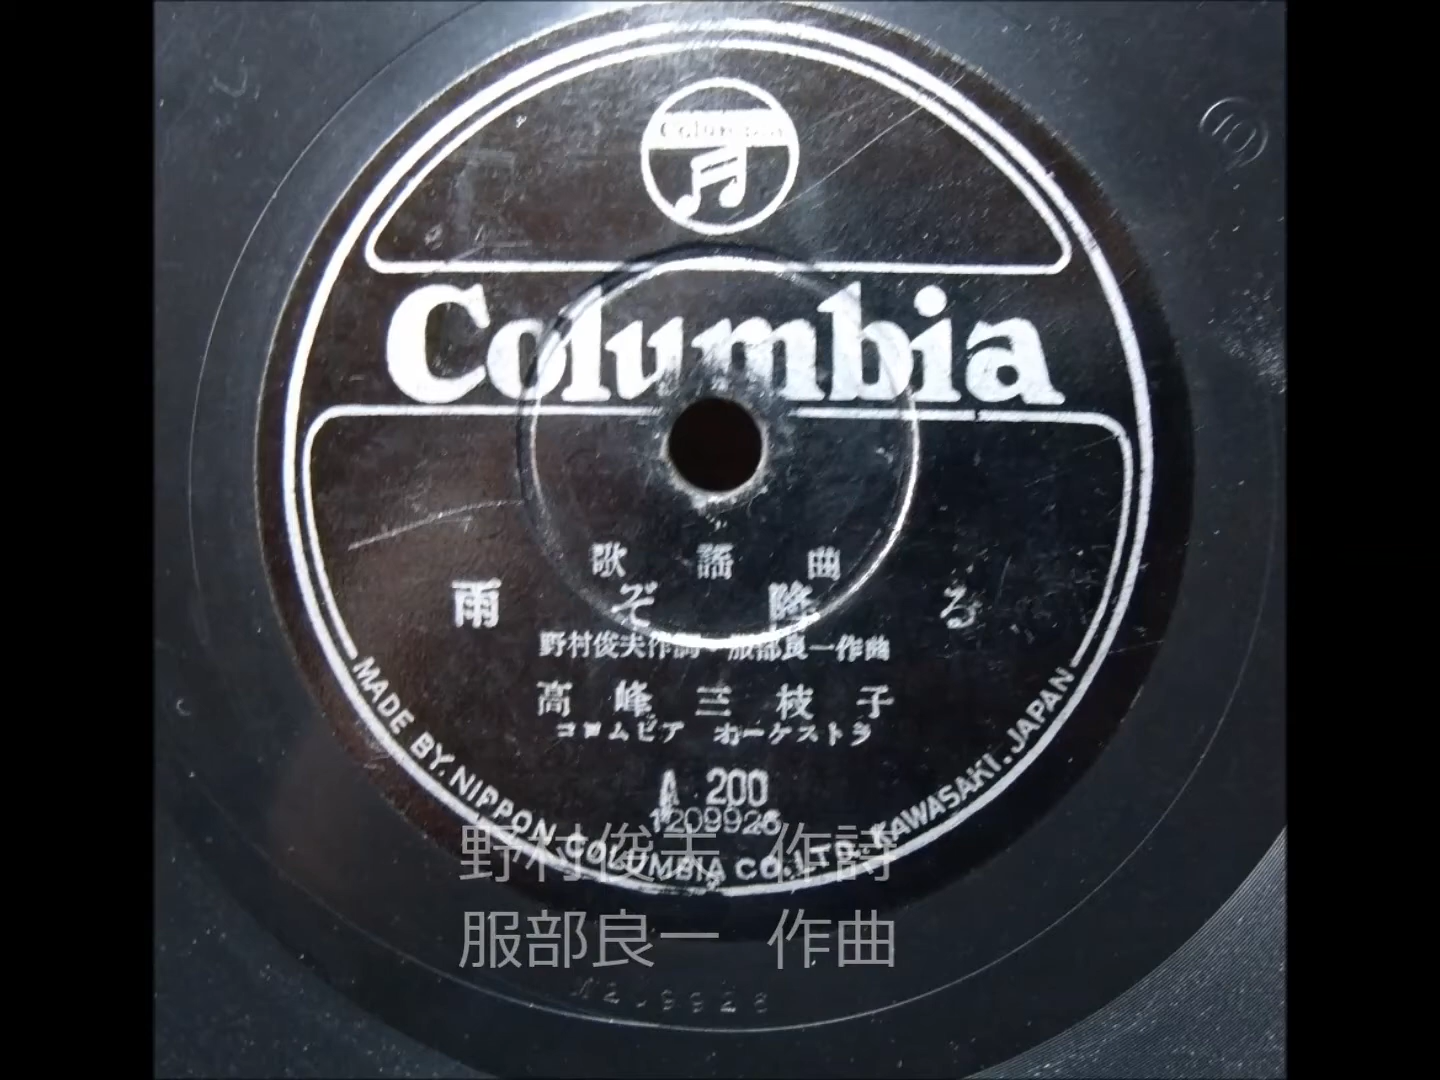 Columbia
Columbia
歌謡曲
雨ぞ降る
野村俊夫作詞・服部良一作曲
高峰三枝子
コロムビア オーケストラ
A 200
1209926
MADE BY NIPPON COLUMBIA CO., LTD. KAWASAKI, JAPAN
野村俊夫 作詩
服部良一 作曲